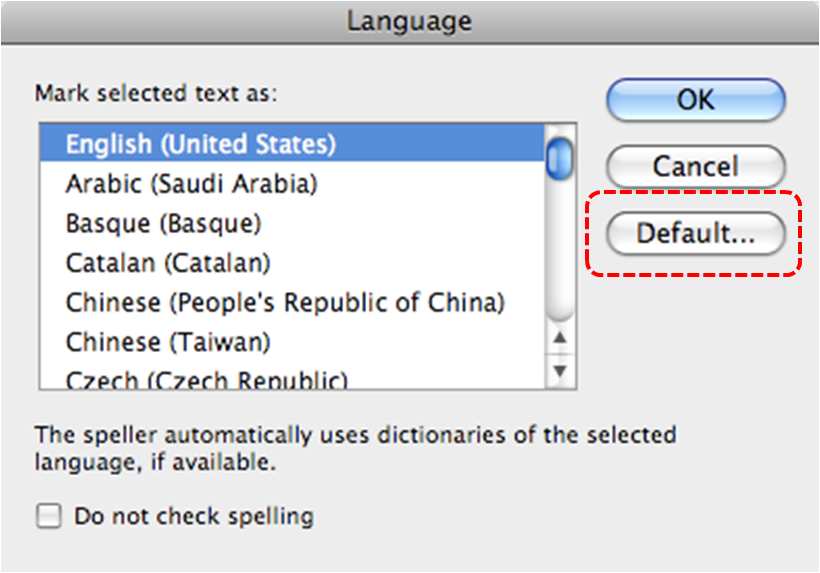 Language
Mark selected text as:
English (United States)
Arabic (Saudi Arabia)
Basque (Basque)
Catalan (Catalan)
Chinese (People's Republic of China)
Chinese (Taiwan)
Czech (Czech Republic)
OK
Cancel
Default...
The speller automatically uses dictionaries of the selected
language, if available.
Do not check spelling